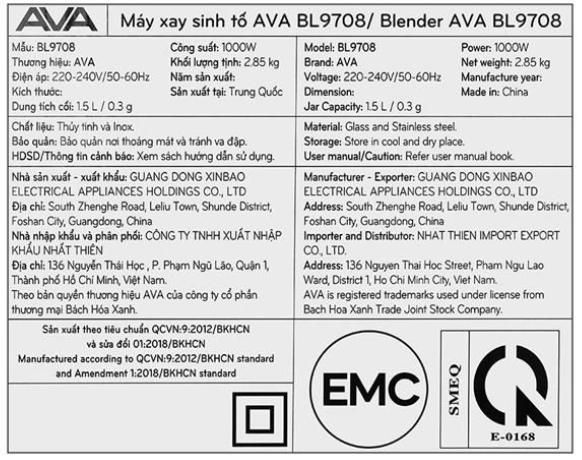 AVA Máy xay sinh tố AVA BL9708/ Blender AVA BL9708
Mẫu: BL9708
Thương hiệu: AVA
Điện áp: 220-240V/50-60Hz
Kích thước:
Dung tích cối: 1.5 L / 0.3 g
Công suất: 1000W
Khối lượng tịnh: 2.85 kg
Năm sản xuất:
Sản xuất tại: Trung Quốc
Model: BL9708
Brand: AVA
Voltage: 220-240V/50-60Hz
Dimension:
Jar Capacity: 1.5 L / 0.3 g
Power: 1000W
Net weight: 2.85 kg
Manufacture year:
Made in: China
Chất liệu: Thủy tinh và Inox.
Bảo quản: Bảo quản nơi thoáng mát và tránh va đập.
HDSD/Thông tin cảnh báo: Xem sách hướng dẫn sử dụng.
Material: Glass and Stainless steel.
Storage: Store in cool and dry place.
User manual/Caution: Refer user manual book.
Nhà sản xuất - xuất khẩu: GUANG DONG XINBAO
ELECTRICAL APPLIANCES HOLDINGS CO., LTD
Địa chỉ: South Zhenghe Road, Leliu Town, Shunde District,
Foshan City, Guangdong, China
Nhà nhập khẩu và phân phối: CÔNG TY TNHH XUẤT NHẬP
KHẨU NHẤT THIÊN
Địa chỉ: 136 Nguyễn Thái Học , P. Phạm Ngũ Lão, Quận 1,
Thành phố Hồ Chí Minh, Việt Nam.
Theo bản quyền thương hiệu AVA của công ty cổ phần
thương mại Bách Hóa Xanh.
Manufacturer - Exporter: GUANG DONG XINBAO
ELECTRICAL APPLIANCES HOLDINGS CO., LTD
Address: South Zhenghe Road, Leliu Town, Shunde District,
Foshan City, Guangdong, China
Importer and Distributor: NHAT THIEN IMPORT EXPORT
CO., LTD.
Address: 136 Nguyen Thai Hoc Street, Pham Ngu Lao
Ward, District 1, Ho Chi Minh City, Viet Nam.
AVA is registered trademarks used under license from
Bach Hoa Xanh Trade Joint Stock Company.
Sản xuất theo tiêu chuẩn QCVN:9:2012/BKHCN
và sửa đổi 01:2018/BKHCN
Manufactured according to QCVN:9:2012/BKHCN standard
and Amendment 1:2018/BKHCN standard
EMC
SMEQ
E-0168